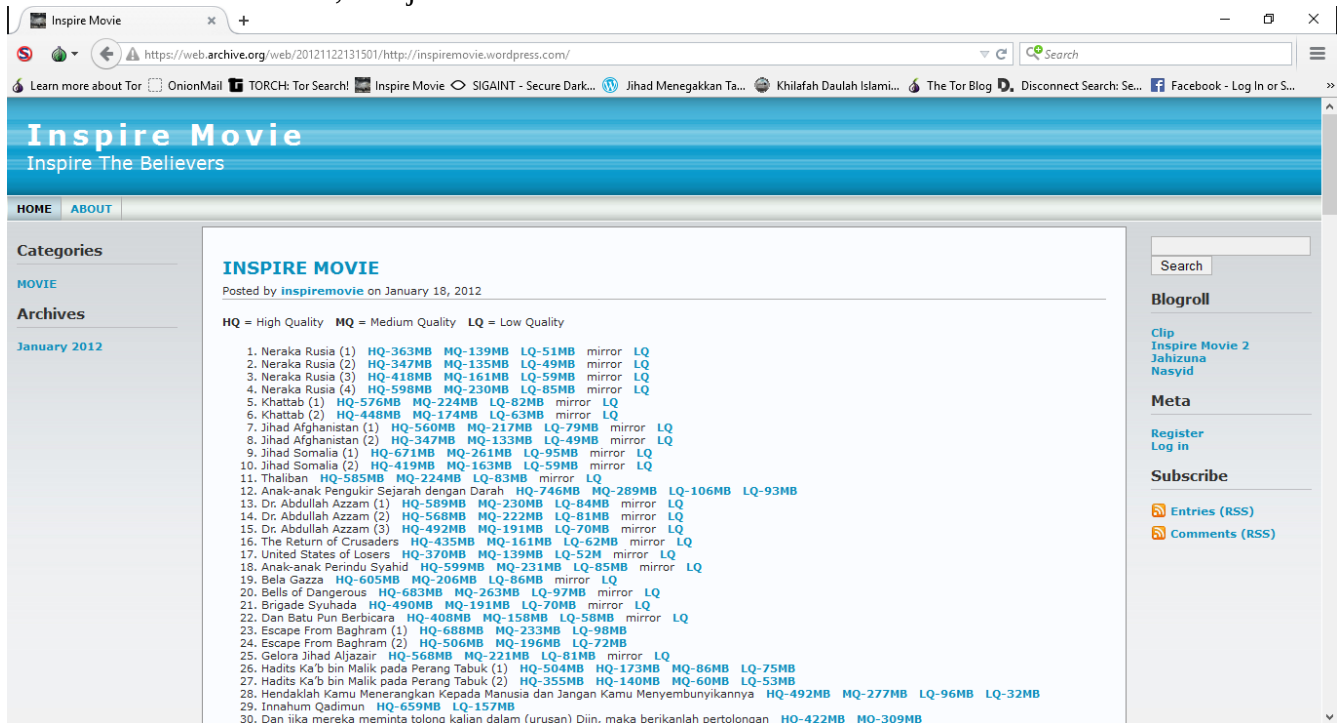 Inspire Movie
https://web.archive.org/web/20121122131501/http://inspiremovie.wordpress.com/
Search
Learn more about Tor OnionMail TORCH: Tor Search! Inspire Movie SIGAINT - Secure Dark... Jihad Menegakkan Ta... Khilafah Daulah Islami... The Tor Blog Disconnect Search: Se... Facebook - Log In or S...
Inspire Movie
Inspire The Believers
HOME ABOUT
Categories
MOVIE
Archives
January 2012
INSPIRE MOVIE
Posted by inspiremovie on January 18, 2012
HQ = High Quality MQ = Medium Quality LQ = Low Quality
1. Neraka Rusia (1) HQ-363MB MQ-139MB LQ-51MB mirror LQ
2. Neraka Rusia (2) HQ-347MB MQ-135MB LQ-49MB mirror LQ
3. Neraka Rusia (3) HQ-418MB MQ-161MB LQ-59MB mirror LQ
4. Neraka Rusia (4) HQ-598MB MQ-230MB LQ-85MB mirror LQ
5. Khattab (1) HQ-576MB MQ-224MB LQ-82MB mirror LQ
6. Khattab (2) HQ-448MB MQ-174MB LQ-63MB mirror LQ
7. Jihad Afghanistan (1) HQ-560MB MQ-217MB LQ-79MB mirror LQ
8. Jihad Afghanistan (2) HQ-347MB MQ-133MB LQ-49MB mirror LQ
9. Jihad Somalia (1) HQ-671MB MQ-261MB LQ-95MB mirror LQ
10. Jihad Somalia (2) HQ-419MB MQ-163MB LQ-59MB mirror LQ
11. Thaliban HQ-585MB MQ-224MB LQ-83MB mirror LQ
12. Anak-anak Pengukir Sejarah dengan Darah HQ-746MB MQ-289MB LQ-106MB LQ-93MB
13. Dr. Abdullah Azzam (1) HQ-589MB MQ-230MB LQ-84MB mirror LQ
14. Dr. Abdullah Azzam (2) HQ-568MB MQ-222MB LQ-81MB mirror LQ
15. Dr. Abdullah Azzam (3) HQ-492MB MQ-191MB LQ-70MB mirror LQ
16. The Return of Crusaders HQ-435MB MQ-161MB LQ-62MB mirror LQ
17. United States of Losers HQ-370MB MQ-139MB LQ-52M mirror LQ
18. Anak-anak Perindu Syahid HQ-599MB MQ-231MB LQ-85MB mirror LQ
19. Bela Gazza HQ-605MB MQ-206MB LQ-86MB mirror LQ
20. Bells of Dangerous HQ-683MB MQ-263MB LQ-97MB mirror LQ
21. Brigade Syuhada HQ-490MB MQ-191MB LQ-70MB mirror LQ
22. Dan Batu Pun Berbicara HQ-408MB MQ-158MB LQ-58MB mirror LQ
23. Escape From Baghram (1) HQ-688MB MQ-233MB LQ-98MB
24. Escape From Baghram (2) HQ-506MB MQ-196MB LQ-72MB
25. Gelora Jihad Aljazair HQ-568MB MQ-221MB LQ-81MB mirror LQ
26. Hadits Ka'b bin Malik pada Perang Tabuk (1) HQ-504MB HQ-173MB MQ-86MB LQ-75MB
27. Hadits Ka'b bin Malik pada Perang Tabuk (2) HQ-355MB HQ-140MB MQ-60MB LQ-53MB
28. Hendaklah Kamu Menerangkan Kepada Manusia dan Jangan Kamu Menyembunyikannya HQ-492MB MQ-277MB LQ-96MB LQ-32MB
29. Innahum Qadimun HQ-659MB LQ-157MB
30. Dan jika mereka meminta tolong kalian dalam (urusan) Diin, maka berikanlah pertolongan HQ-422MB MQ-309MB
Search
Blogroll
Clip
Inspire Movie 2
Jahizuna
Nasyid
Meta
Register
Log in
Subscribe
Entries (RSS)
Comments (RSS)